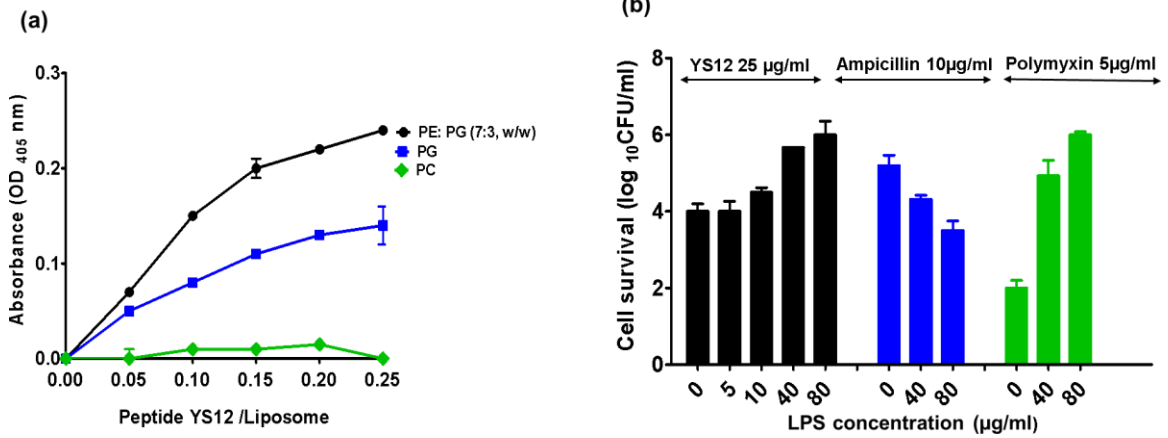 (a)
(b)
Absorbance (OD 405 nm)
0.3
0.2
0.1
0.0
0.00 0.05 0.10 0.15 0.20 0.25
Peptide YS12 /Liposome
PE: PG (7:3, w/w)
PG
PC
Cell survival (log 10CFU/ml)
8
6
4
2
0
YS12 25 µg/ml Ampicillin 10µg/ml Polymyxin 5µg/ml
0 5 10 40 80 0 40 80 0 40 80
LPS concentration (µg/ml)